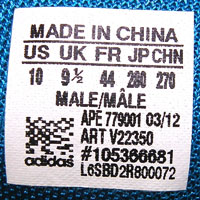 MADE IN CHINA
US UK FR JP CHN
10 9½ 44 280 270
MALE/MÂLE
APE 779001 03/12
ART V22350
#105366681
adidas L6SBD2R800072